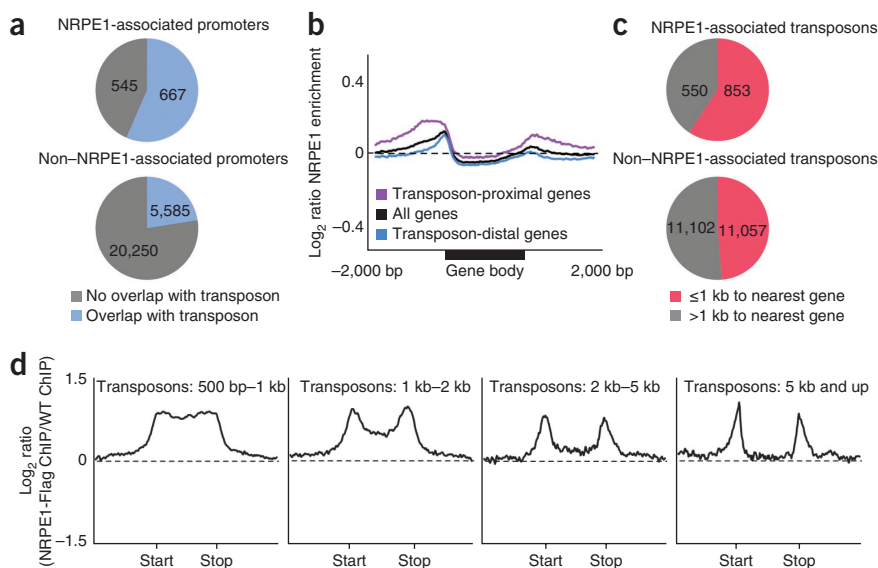 a
NRPE1-associated promoters
545
667
Non–NRPE1-associated promoters
5,585
20,250
No overlap with transposon
Overlap with transposon
b
Log2 ratio NRPE1 enrichment
0.4
0
−0.4
Transposon-proximal genes
All genes
Transposon-distal genes
−2,000 bp
Gene body
2,000 bp
c
NRPE1-associated transposons
550
853
Non–NRPE1-associated transposons
11,102
11,057
≤1 kb to nearest gene
>1 kb to nearest gene
d
Log2 ratio
(NRPE1-Flag ChIP/WT ChIP)
1.5
0
−1.5
Transposons: 500 bp–1 kb
Start
Stop
Transposons: 1 kb–2 kb
Start
Stop
Transposons: 2 kb–5 kb
Start
Stop
Transposons: 5 kb and up
Start
Stop